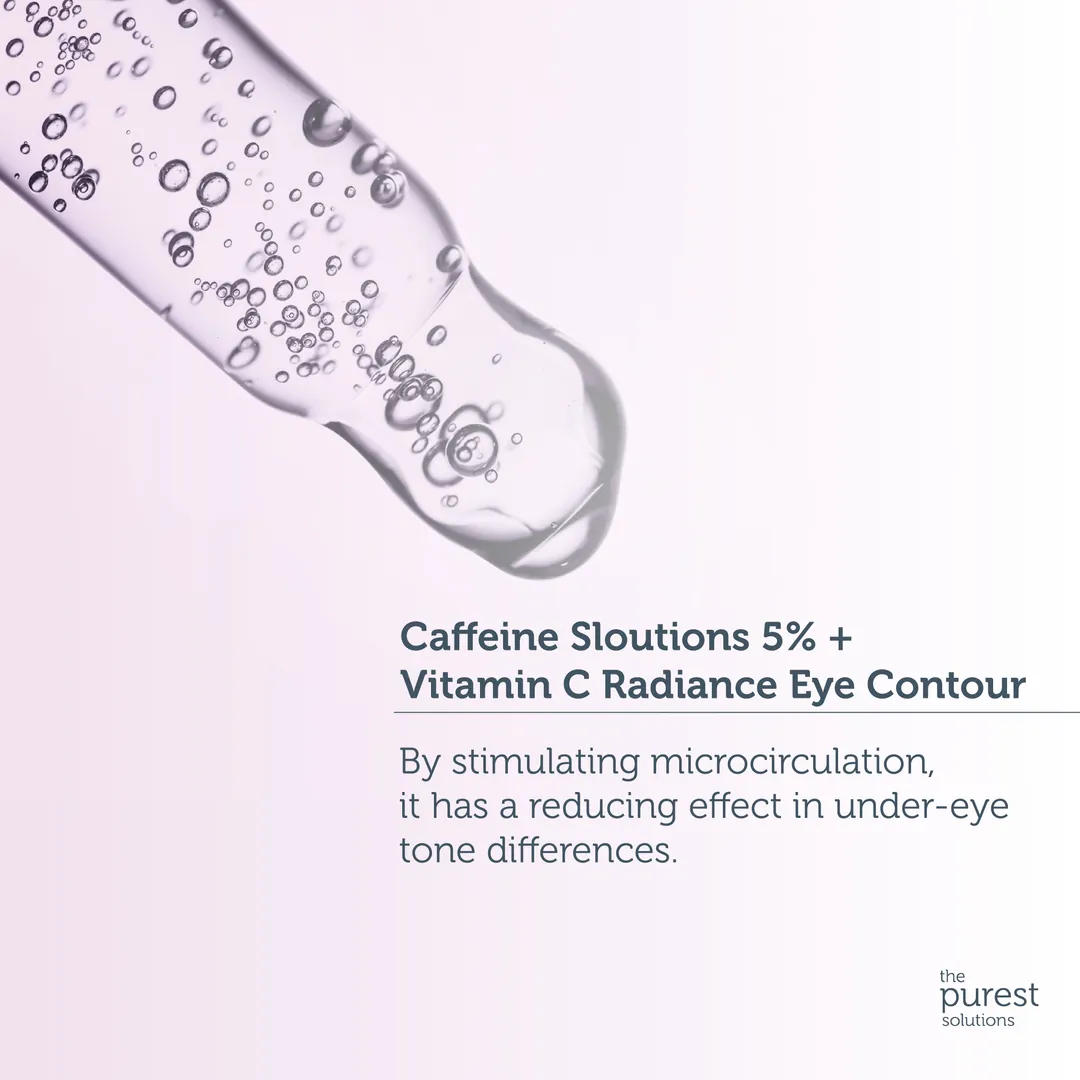 Caffeine Sloutions 5% +
Vitamin C Radiance Eye Contour
By stimulating microcirculation,
it has a reducing effect in under-eye
tone differences.
the
purest
solutions